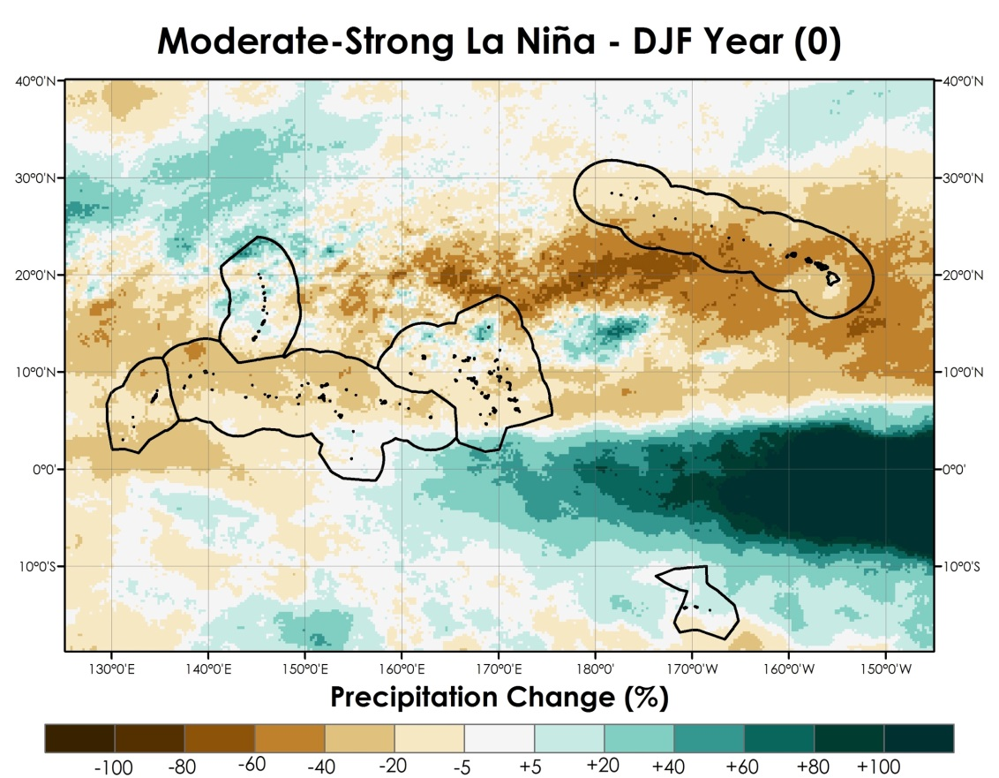 Moderate-Strong La Niña - DJF Year (0)
40°0'N 40°0'N
30°0'N 30°0'N
20°0'N 20°0'N
10°0'N 10°0'N
0°0' 0°0'
10°0'S 10°0'S
130°0'E 140°0'E 150°0'E 160°0'E 170°0'E 180° 170°0'W 160°0'W 150°0'W
Precipitation Change (%)
-100 -80 -60 -40 -20 -5 +5 +20 +40 +60 +80 +100